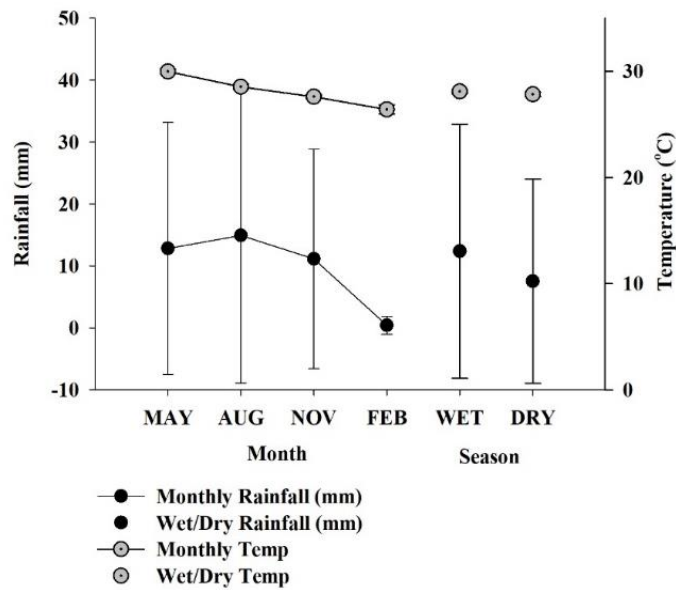 50
40
30
20
10
0
-10
Rainfall (mm)
30
20
10
0
Temperature (°C)
MAY AUG NOV FEB WET DRY
Month Season
Monthly Rainfall (mm)
Wet/Dry Rainfall (mm)
Monthly Temp
Wet/Dry Temp